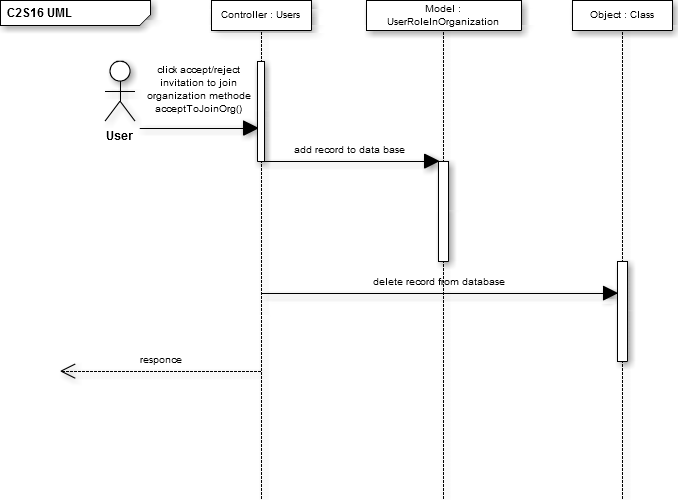 C2S16 UML
Controller : Users
Model :
UserRoleInOrganization
Object : Class
click accept/reject
invitation to join
organization methode
acceptToJoinOrg()
User
add record to data base
delete record from database
responce